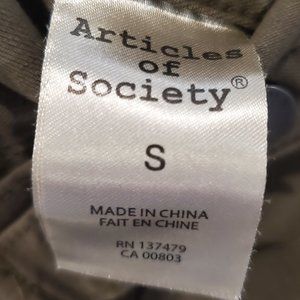 Articles
of
Society®
S
MADE IN CHINA
FAIT EN CHINE
RN 137479
CA 00803